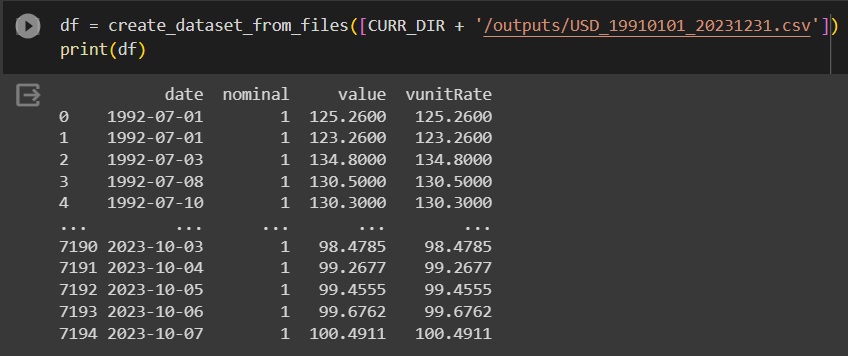 df = create_dataset_from_files([CURR_DIR + '/outputs/USD_19910101_20231231.csv'])
print(df)
date nominal value vunitRate
0 1992-07-01 1 125.2600 125.2600
1 1992-07-01 1 123.2600 123.2600
2 1992-07-03 1 134.8000 134.8000
3 1992-07-08 1 130.5000 130.5000
4 1992-07-10 1 130.3000 130.3000
... ... ... ... ...
7190 2023-10-03 1 98.4785 98.4785
7191 2023-10-04 1 99.2677 99.2677
7192 2023-10-05 1 99.4555 99.4555
7193 2023-10-06 1 99.6762 99.6762
7194 2023-10-07 1 100.4911 100.4911